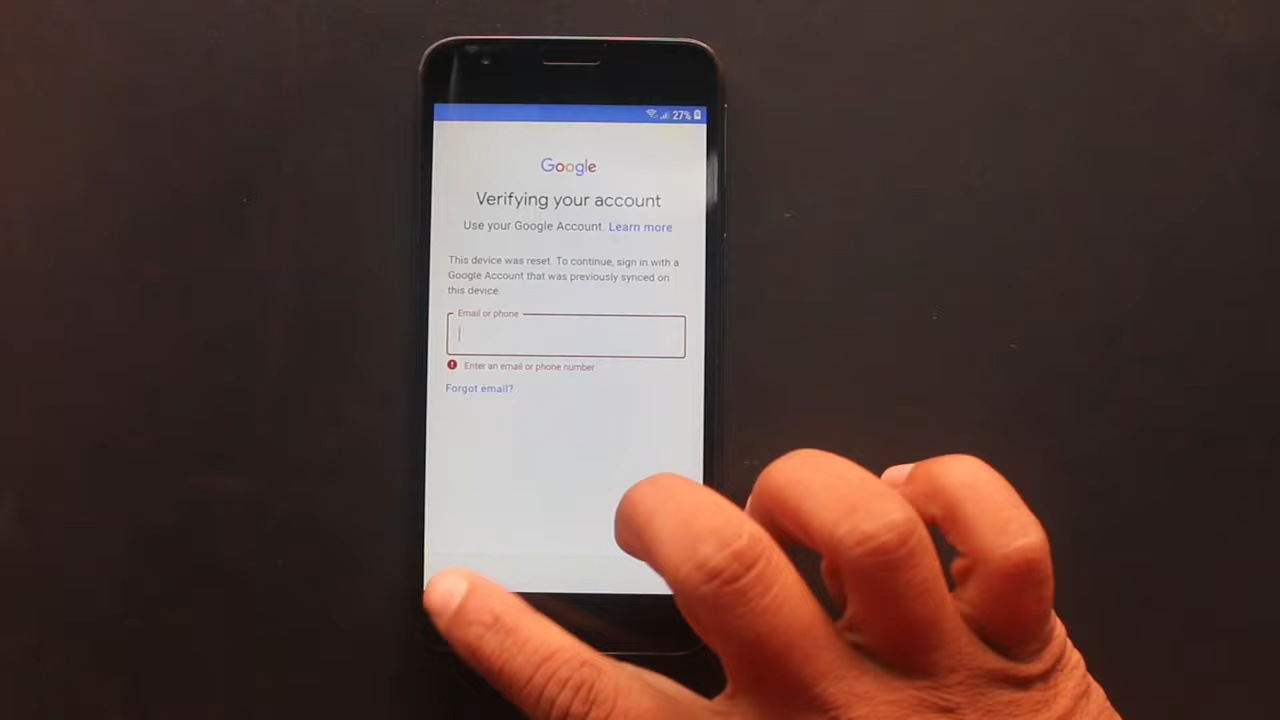 27%
Google
Verifying your account
Use your Google Account. Learn more
This device was reset. To continue, sign in with a
Google Account that was previously synced on
this device.
Email or phone
Enter an email or phone number
Forgot email?